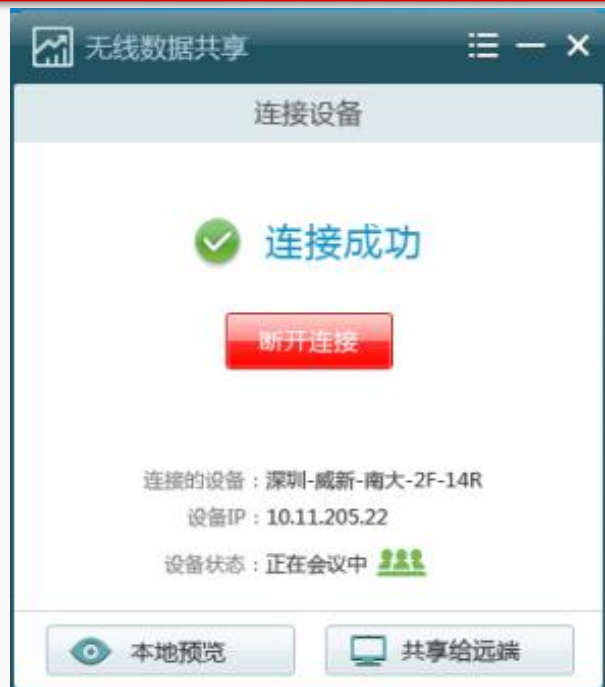 无线数据共享
连接设备
连接成功
断开连接
连接的设备：深圳-威新-南大-2F-14R
设备IP：10.11.205.22
设备状态：正在会议中
本地预览
共享给远端